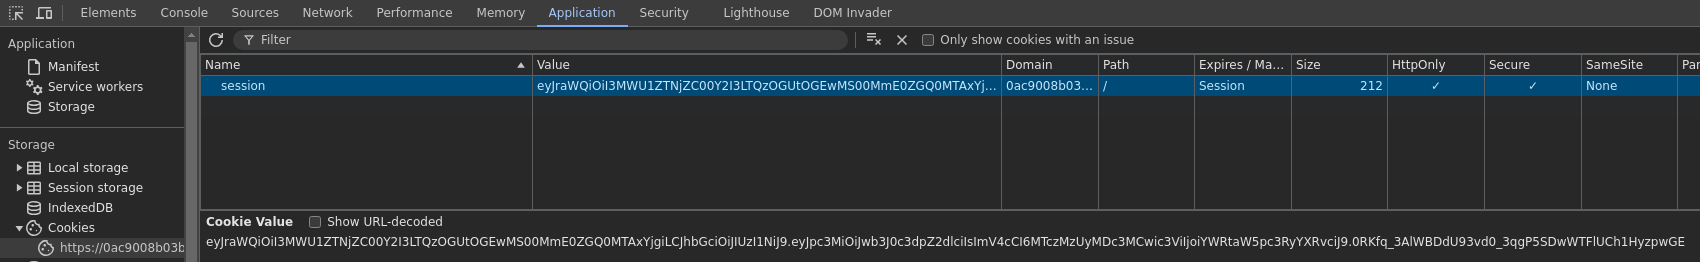 Elements Console Sources Network Performance Memory Application Security Lighthouse DOM Invader
Application
Manifest
Service workers
Storage
Storage
Local storage
Session storage
IndexedDB
Cookies
https://0ac9008b03b
Filter
Only show cookies with an issue
Name Value Domain Path Expires / Ma... Size HttpOnly Secure SameSite Par
session eyJraWQiOiI3MWU1ZTNjZC00Y2I3LTQzOGUtOGEwMS00MmE0ZGQ0MTAxYj... 0ac9008b03... / Session 212 ✓ ✓ None
Cookie Value Show URL-decoded
eyJraWQiOiI3MWU1ZTNjZC00Y2I3LTQzOGUtOGEwMS00MmE0ZGQ0MTAxYjgiLCJhbGciOiJIUzI1NiJ9.eyJpc3MiOiJwb3J0c3dpZ2dlciIsImV4cCI6MTczMzUyMDc3MCwic3ViIjoiYWRtaW5pc3RyYXRvciJ9.0RKfq_3AlWBDdU93vd0_3qgP5SDwWTFlUCh1HyzpwGE